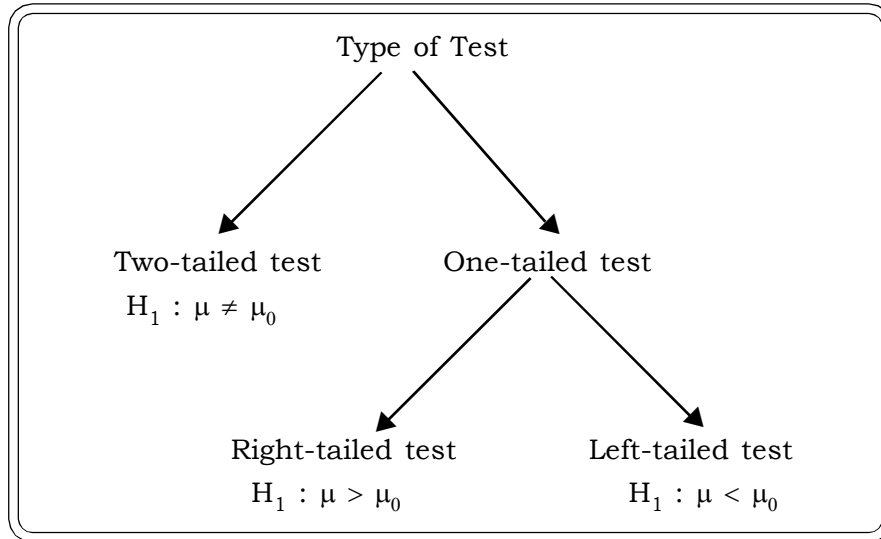 Type of Test
Two-tailed test
One-tailed test
H₁ : μ ≠ μ₀
Right-tailed test
Left-tailed test
H₁ : μ > μ₀
H₁ : μ < μ₀